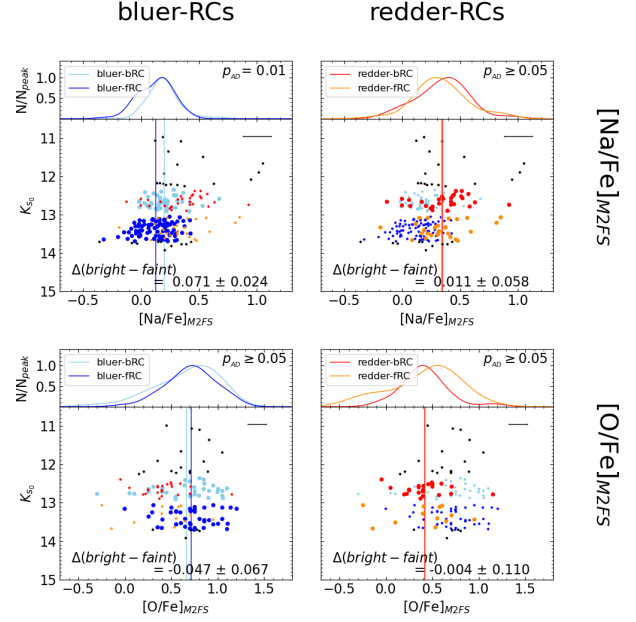 bluer-RCs
redder-RCs
bluer-bRC
bluer-fRC
p_AD = 0.01
redder-bRC
redder-fRC
p_AD ≥ 0.05
N/N_peak
1.0
0.5
[Na/Fe]_M2FS
11
12
13
14
15
K_s0
Δ(bright − faint)
= 0.071 ± 0.024
Δ(bright − faint)
= 0.011 ± 0.058
−0.5 0.0 0.5 1.0
−0.5 0.0 0.5 1.0
[Na/Fe]_M2FS
[Na/Fe]_M2FS
bluer-bRC
bluer-fRC
p_AD ≥ 0.05
redder-bRC
redder-fRC
p_AD ≥ 0.05
N/N_peak
1.0
0.5
[O/Fe]_M2FS
11
12
13
14
15
K_s0
Δ(bright − faint)
= -0.047 ± 0.067
Δ(bright − faint)
= -0.004 ± 0.110
−0.5 0.0 0.5 1.0 1.5
−0.5 0.0 0.5 1.0 1.5
[O/Fe]_M2FS
[O/Fe]_M2FS